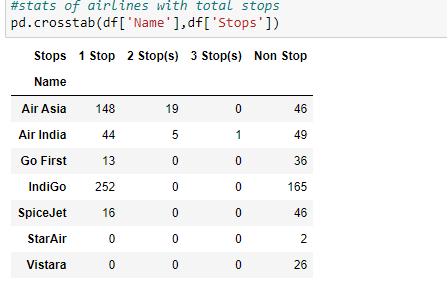 #stats of airlines with total stops
pd.crosstab(df['Name'],df['Stops'])
Stops 1 Stop 2 Stop(s) 3 Stop(s) Non Stop
Name
Air Asia 148 19 0 46
Air India 44 5 1 49
Go First 13 0 0 36
IndiGo 252 0 0 165
SpiceJet 16 0 0 46
StarAir 0 0 0 2
Vistara 0 0 0 26